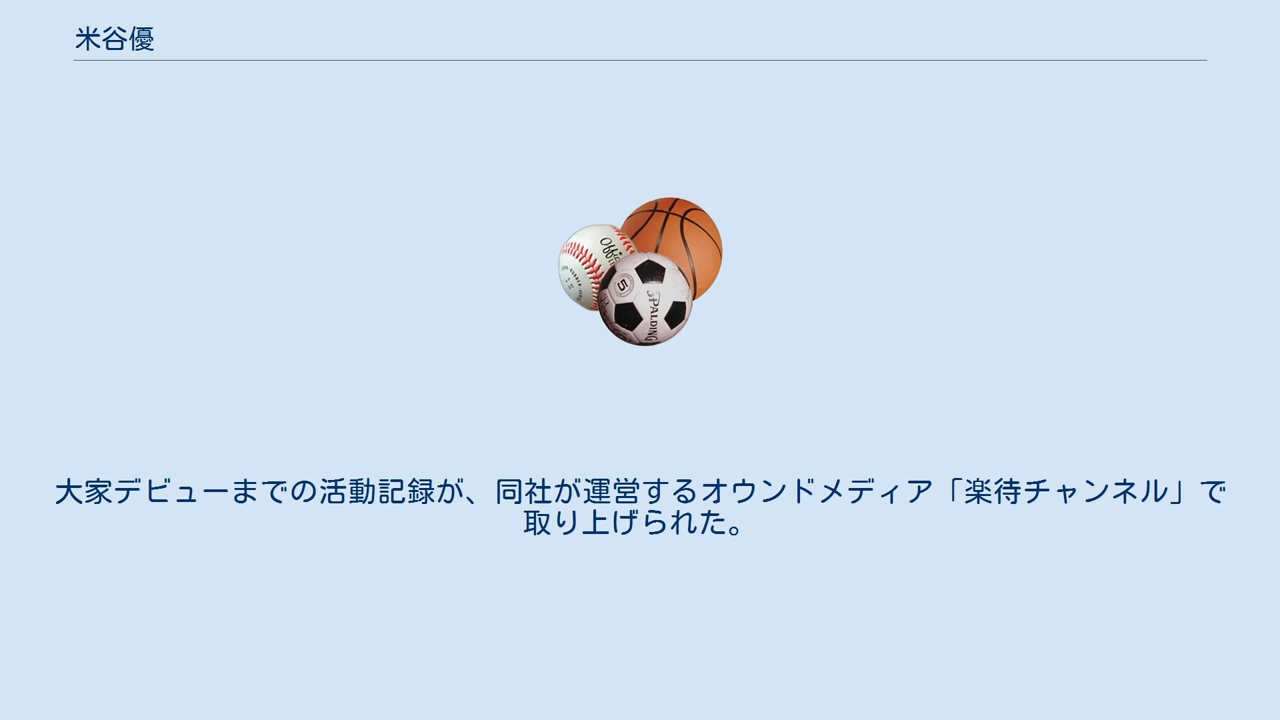 米谷優
Offic
5
SPALDING
大家デビューまでの活動記録が、同社が運営するオウンドメディア「楽待チャンネル」で
取り上げられた。